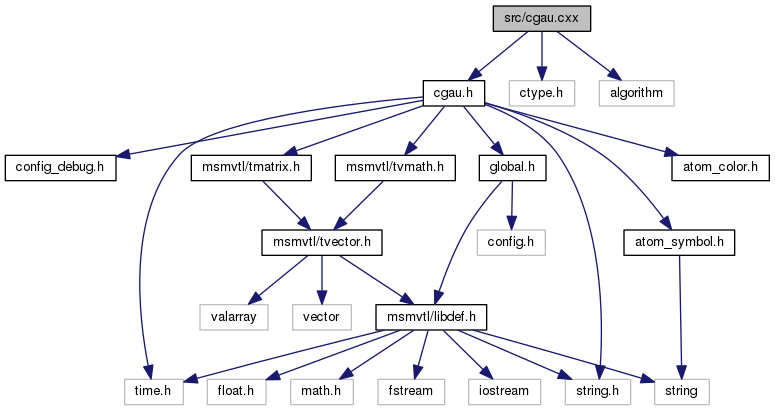 src/cgau.cxx
cgau.h
ctype.h
algorithm
config_debug.h
msmvtl/tmatrix.h
msmvtl/tvmath.h
global.h
atom_color.h
msmvtl/tvector.h
config.h
atom_symbol.h
valarray
vector
msmvtl/libdef.h
time.h
float.h
math.h
fstream
iostream
string.h
string